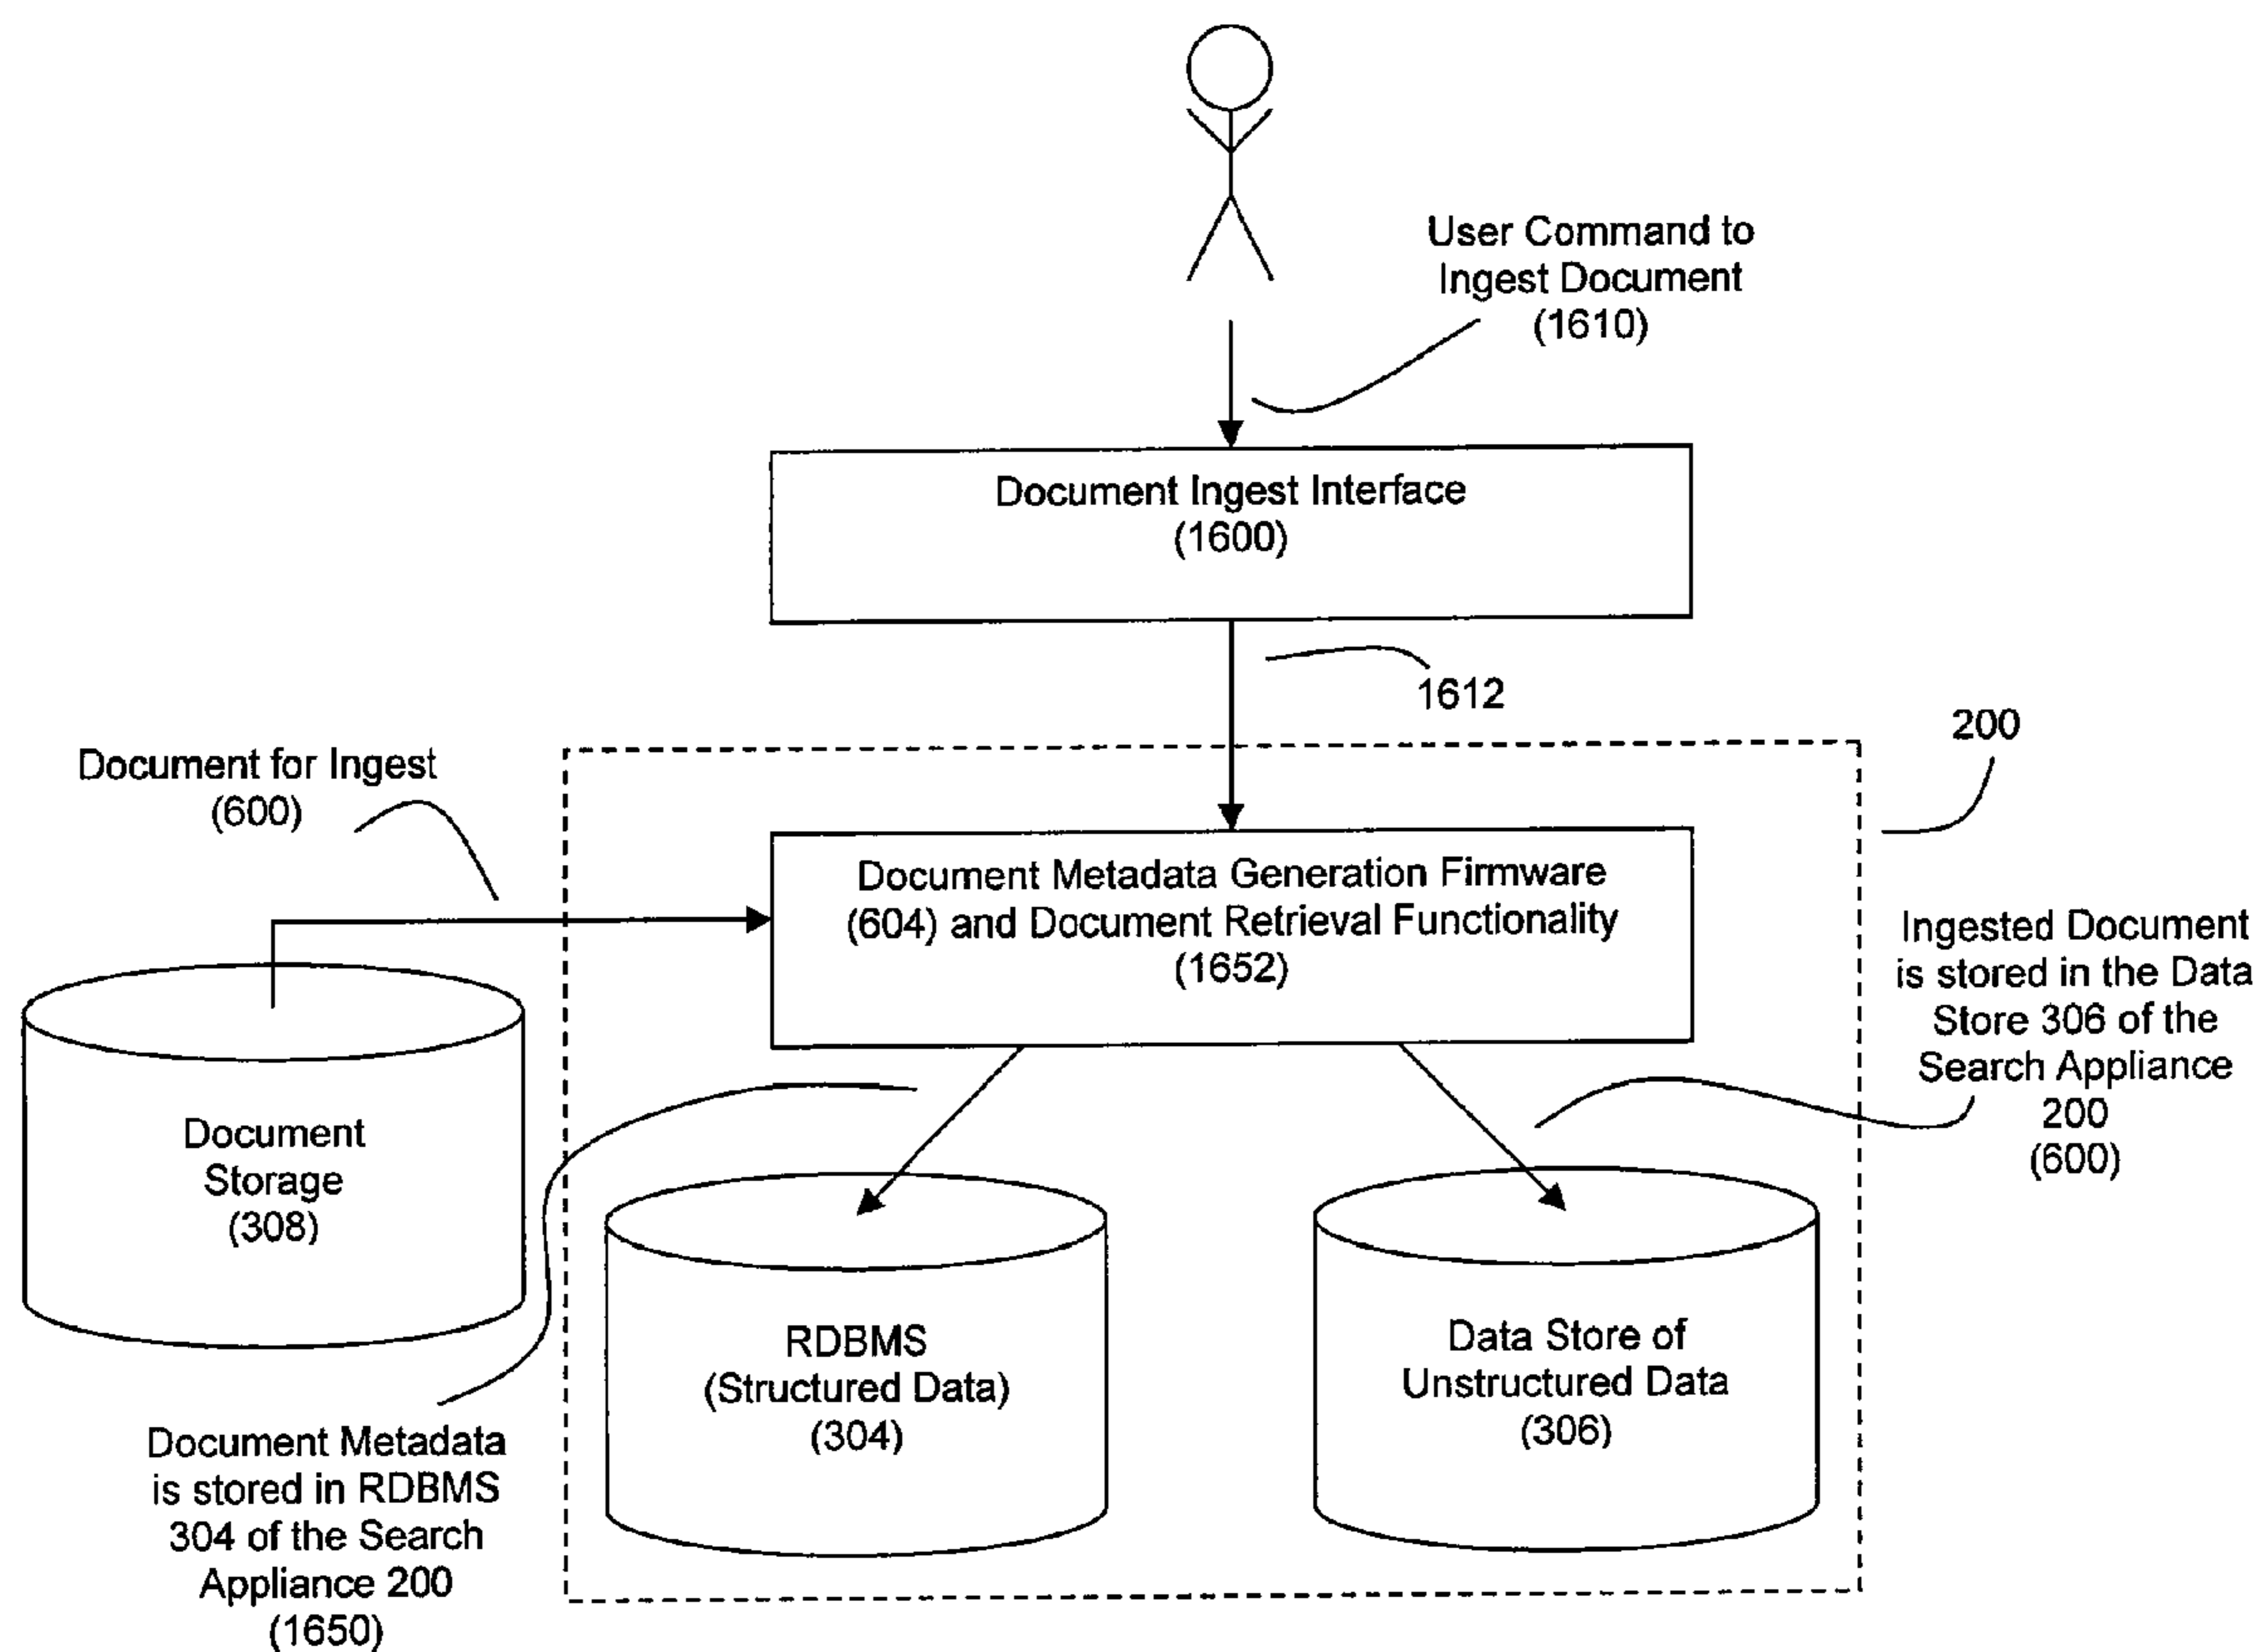 User Command to
Ingest Document
(1610)
Document Ingest Interface
(1600)
1612
200
Document for Ingest
(600)
Document Metadata Generation Firmware
(604) and Document Retrieval Functionality
(1652)
Ingested Document
is stored in the Data
Store 306 of the
Search Appliance
200
(600)
Document
Storage
(308)
RDBMS
(Structured Data)
(304)
Data Store of
Unstructured Data
(306)
Document Metadata
is stored in RDBMS
304 of the Search
Appliance 200
(1650)